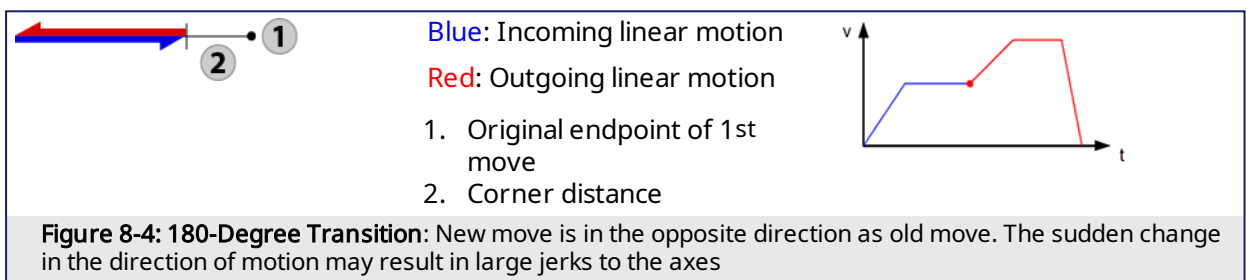 1
2
Blue: Incoming linear motion
Red: Outgoing linear motion
1. Original endpoint of 1st
move
2. Corner distance
v
t
Figure 8-4: 180-Degree Transition: New move is in the opposite direction as old move. The sudden change
in the direction of motion may result in large jerks to the axes